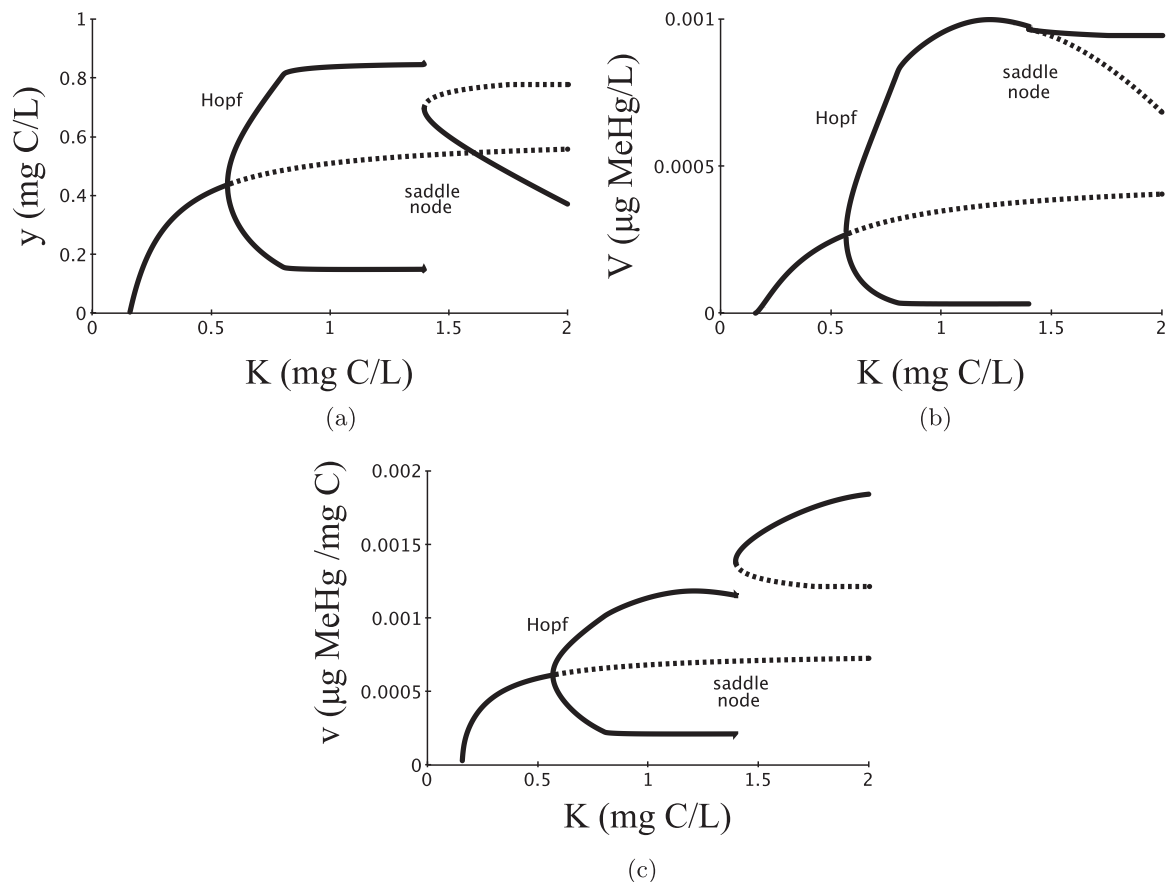 y (mg C/L)
1
0.8
0.6
0.4
0.2
0
Hopf
saddle
node
0
0.5
1
1.5
2
K (mg C/L)
(a)
V (μg MeHg/L)
0.001
0.0005
0
Hopf
saddle
node
0
0.5
1
1.5
2
K (mg C/L)
(b)
v (μg MeHg /mg C)
0.002
0.0015
0.001
0.0005
0
Hopf
saddle
node
0
0.5
1
1.5
2
K (mg C/L)
(c)